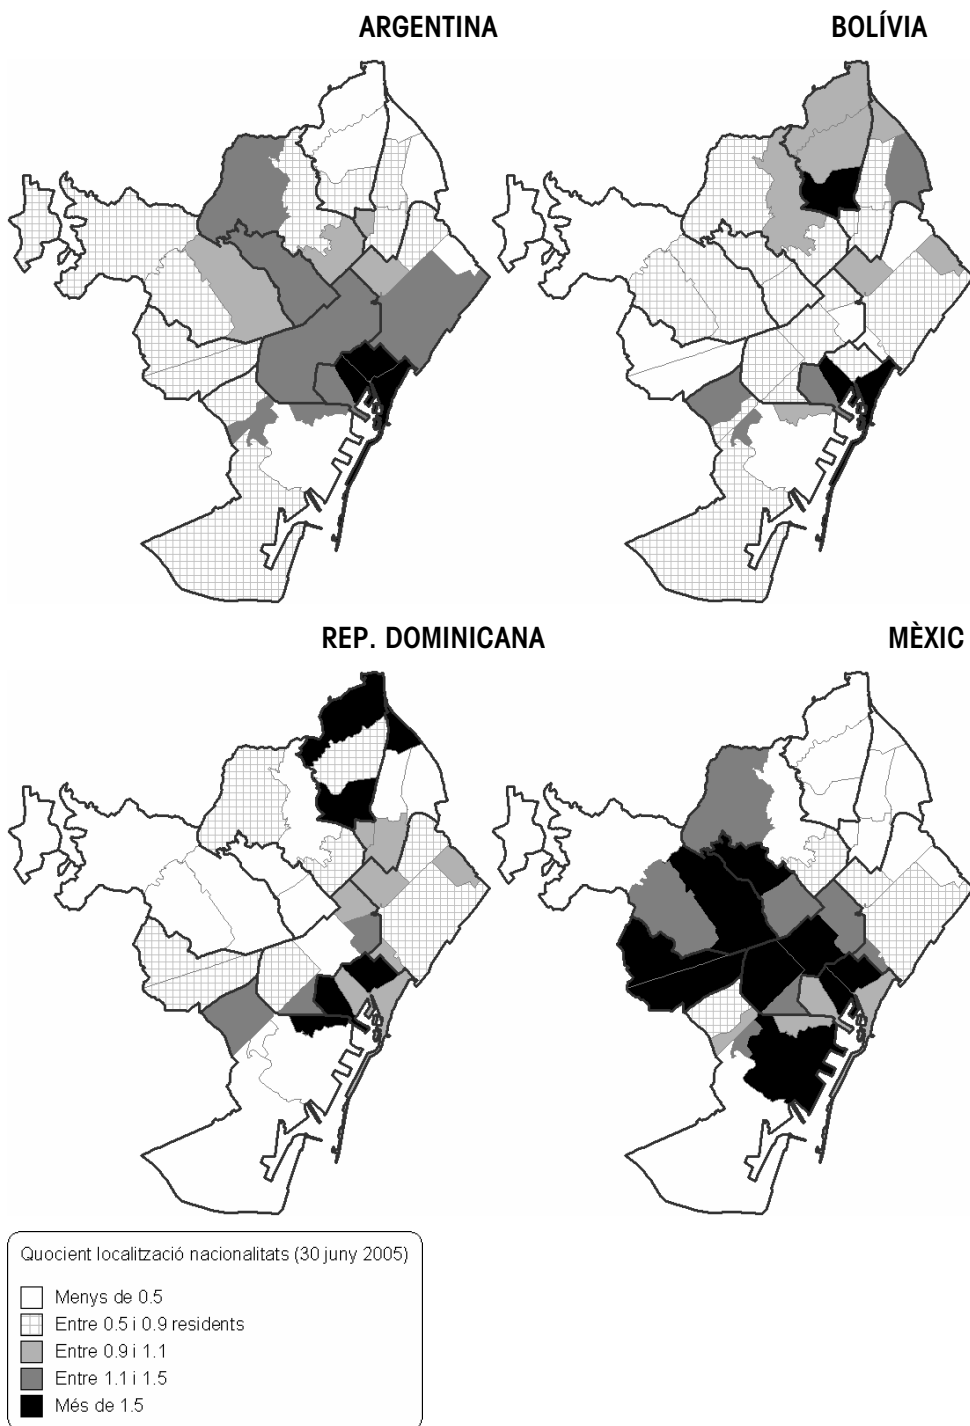 ARGENTINA
BOLÍVIA
REP. DOMINICANA
MÈXIC
Quocient localització nacionalitats (30 juny 2005)
Menys de 0.5
Entre 0.5 i 0.9 residents
Entre 0.9 i 1.1
Entre 1.1 i 1.5
Més de 1.5